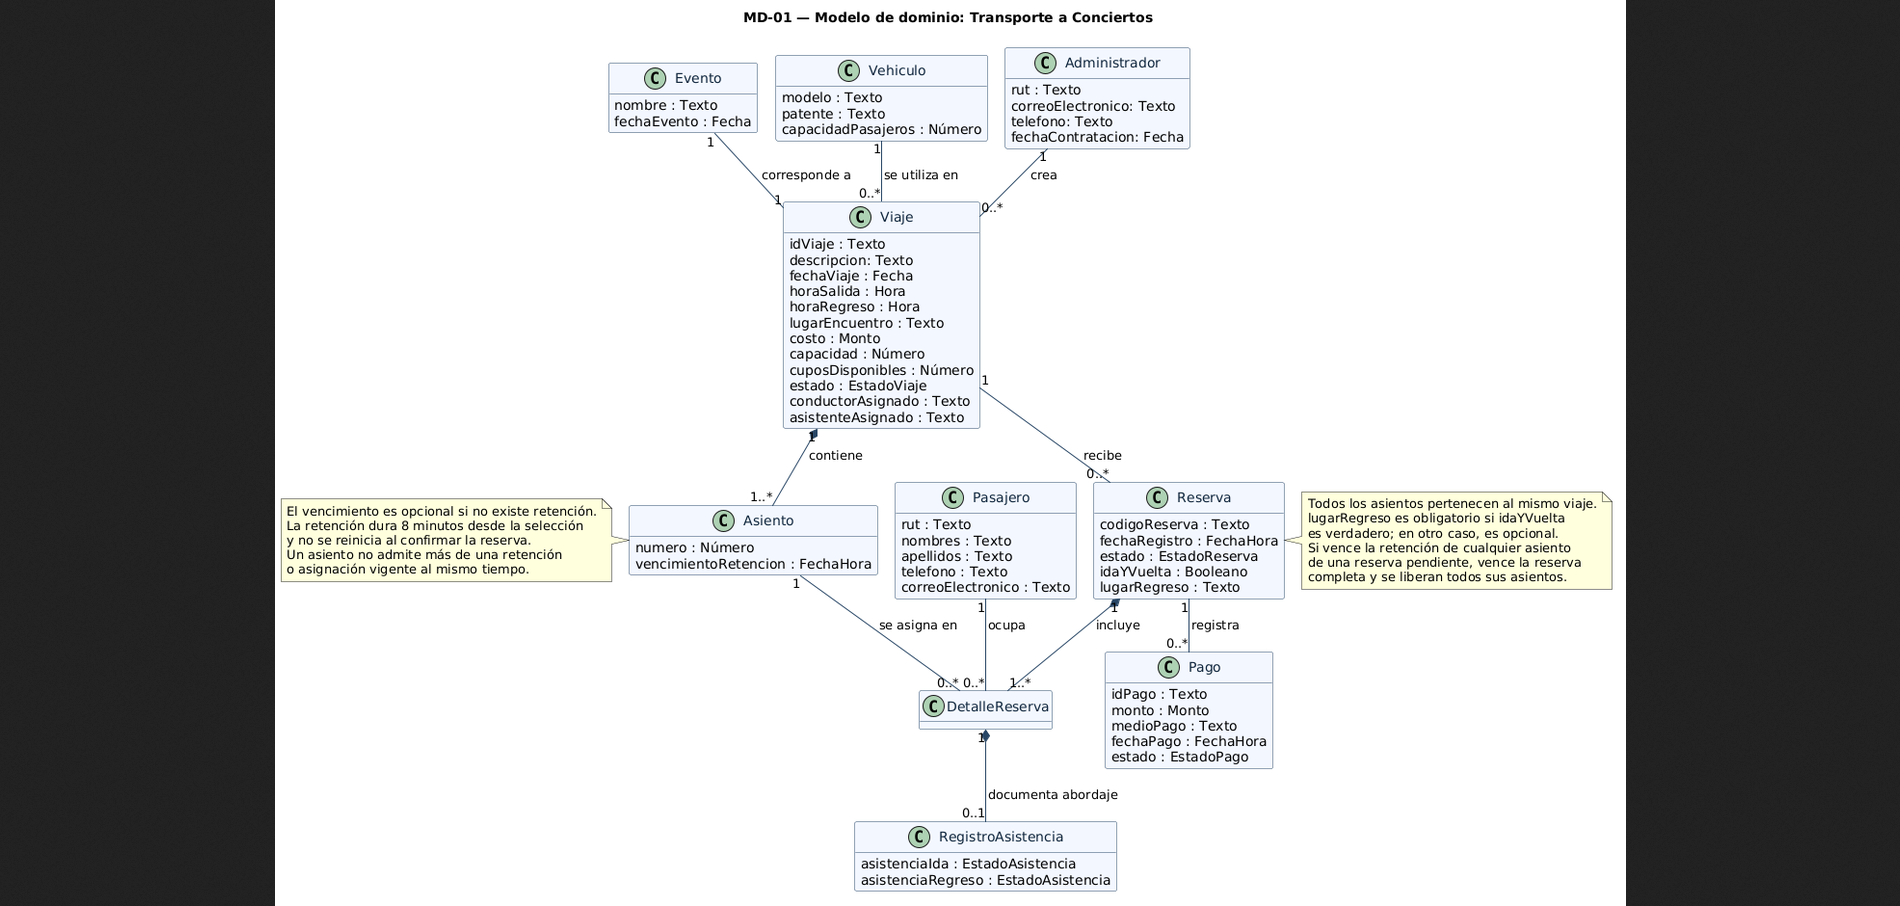 MD-01 — Modelo de dominio: Transporte a Conciertos
C Evento
nombre : Texto
fechaEvento : Fecha
C Vehiculo
modelo : Texto
patente : Texto
capacidadPasajeros : Número
C Administrador
rut : Texto
correoElectronico: Texto
telefono: Texto
fechaContratacion: Fecha
1
corresponde a
1
1
se utiliza en
0..*
1
crea
0..*
C Viaje
idViaje : Texto
descripcion: Texto
fechaViaje : Fecha
horaSalida : Hora
horaRegreso : Hora
lugarEncuentro : Texto
costo : Monto
capacidad : Número
cuposDisponibles : Número
estado : EstadoViaje
conductorAsignado : Texto
asistenteAsignado : Texto
1
contiene
1..*
1
recibe
0..*
El vencimiento es opcional si no existe retención.
La retención dura 8 minutos desde la selección
y no se reinicia al confirmar la reserva.
Un asiento no admite más de una retención
o asignación vigente al mismo tiempo.
C Asiento
numero : Número
vencimientoRetencion : FechaHora
C Pasajero
rut : Texto
nombres : Texto
apellidos : Texto
telefono : Texto
correoElectronico : Texto
C Reserva
codigoReserva : Texto
fechaRegistro : FechaHora
estado : EstadoReserva
idaYVuelta : Booleano
lugarRegreso : Texto
Todos los asientos pertenecen al mismo viaje.
lugarRegreso es obligatorio si idaYVuelta
es verdadero; en otro caso, es opcional.
Si vence la retención de cualquier asiento
de una reserva pendiente, vence la reserva
completa y se liberan todos sus asientos.
1
se asigna en
0..*
1
ocupa
0..*
1
incluye
1..*
1
registra
0..*
C DetalleReserva
C Pago
idPago : Texto
monto : Monto
medioPago : Texto
fechaPago : FechaHora
estado : EstadoPago
1
documenta abordaje
0..1
C RegistroAsistencia
asistenciaIda : EstadoAsistencia
asistenciaRegreso : EstadoAsistencia